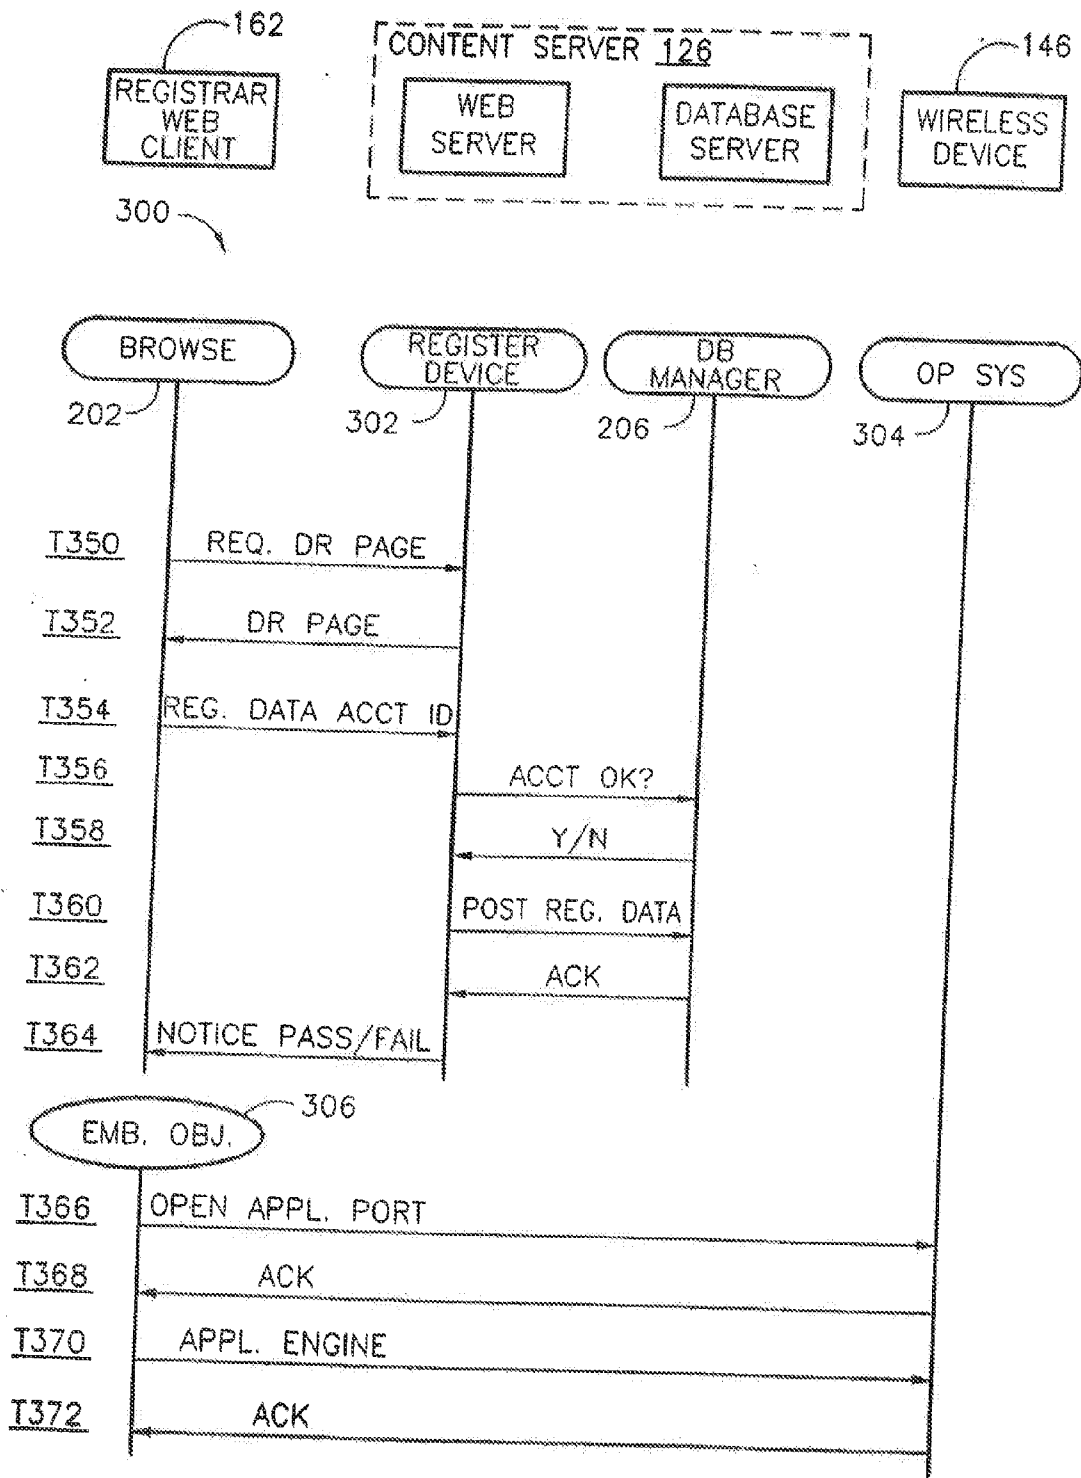 162
CONTENT SERVER 126
146
REGISTRAR
WEB
CLIENT
WEB
SERVER
DATABASE
SERVER
WIRELESS
DEVICE
300
BROWSE
REGISTER
DEVICE
DB
MANAGER
OP SYS
202
302
206
304
T350
REQ. DR PAGE
T352
DR PAGE
T354
REG. DATA ACCT ID
T356
ACCT OK?
T358
Y/N
T360
POST REG. DATA
T362
ACK
T364
NOTICE PASS/FAIL
306
EMB. OBJ.
T366
OPEN APPL. PORT
T368
ACK
T370
APPL. ENGINE
T372
ACK